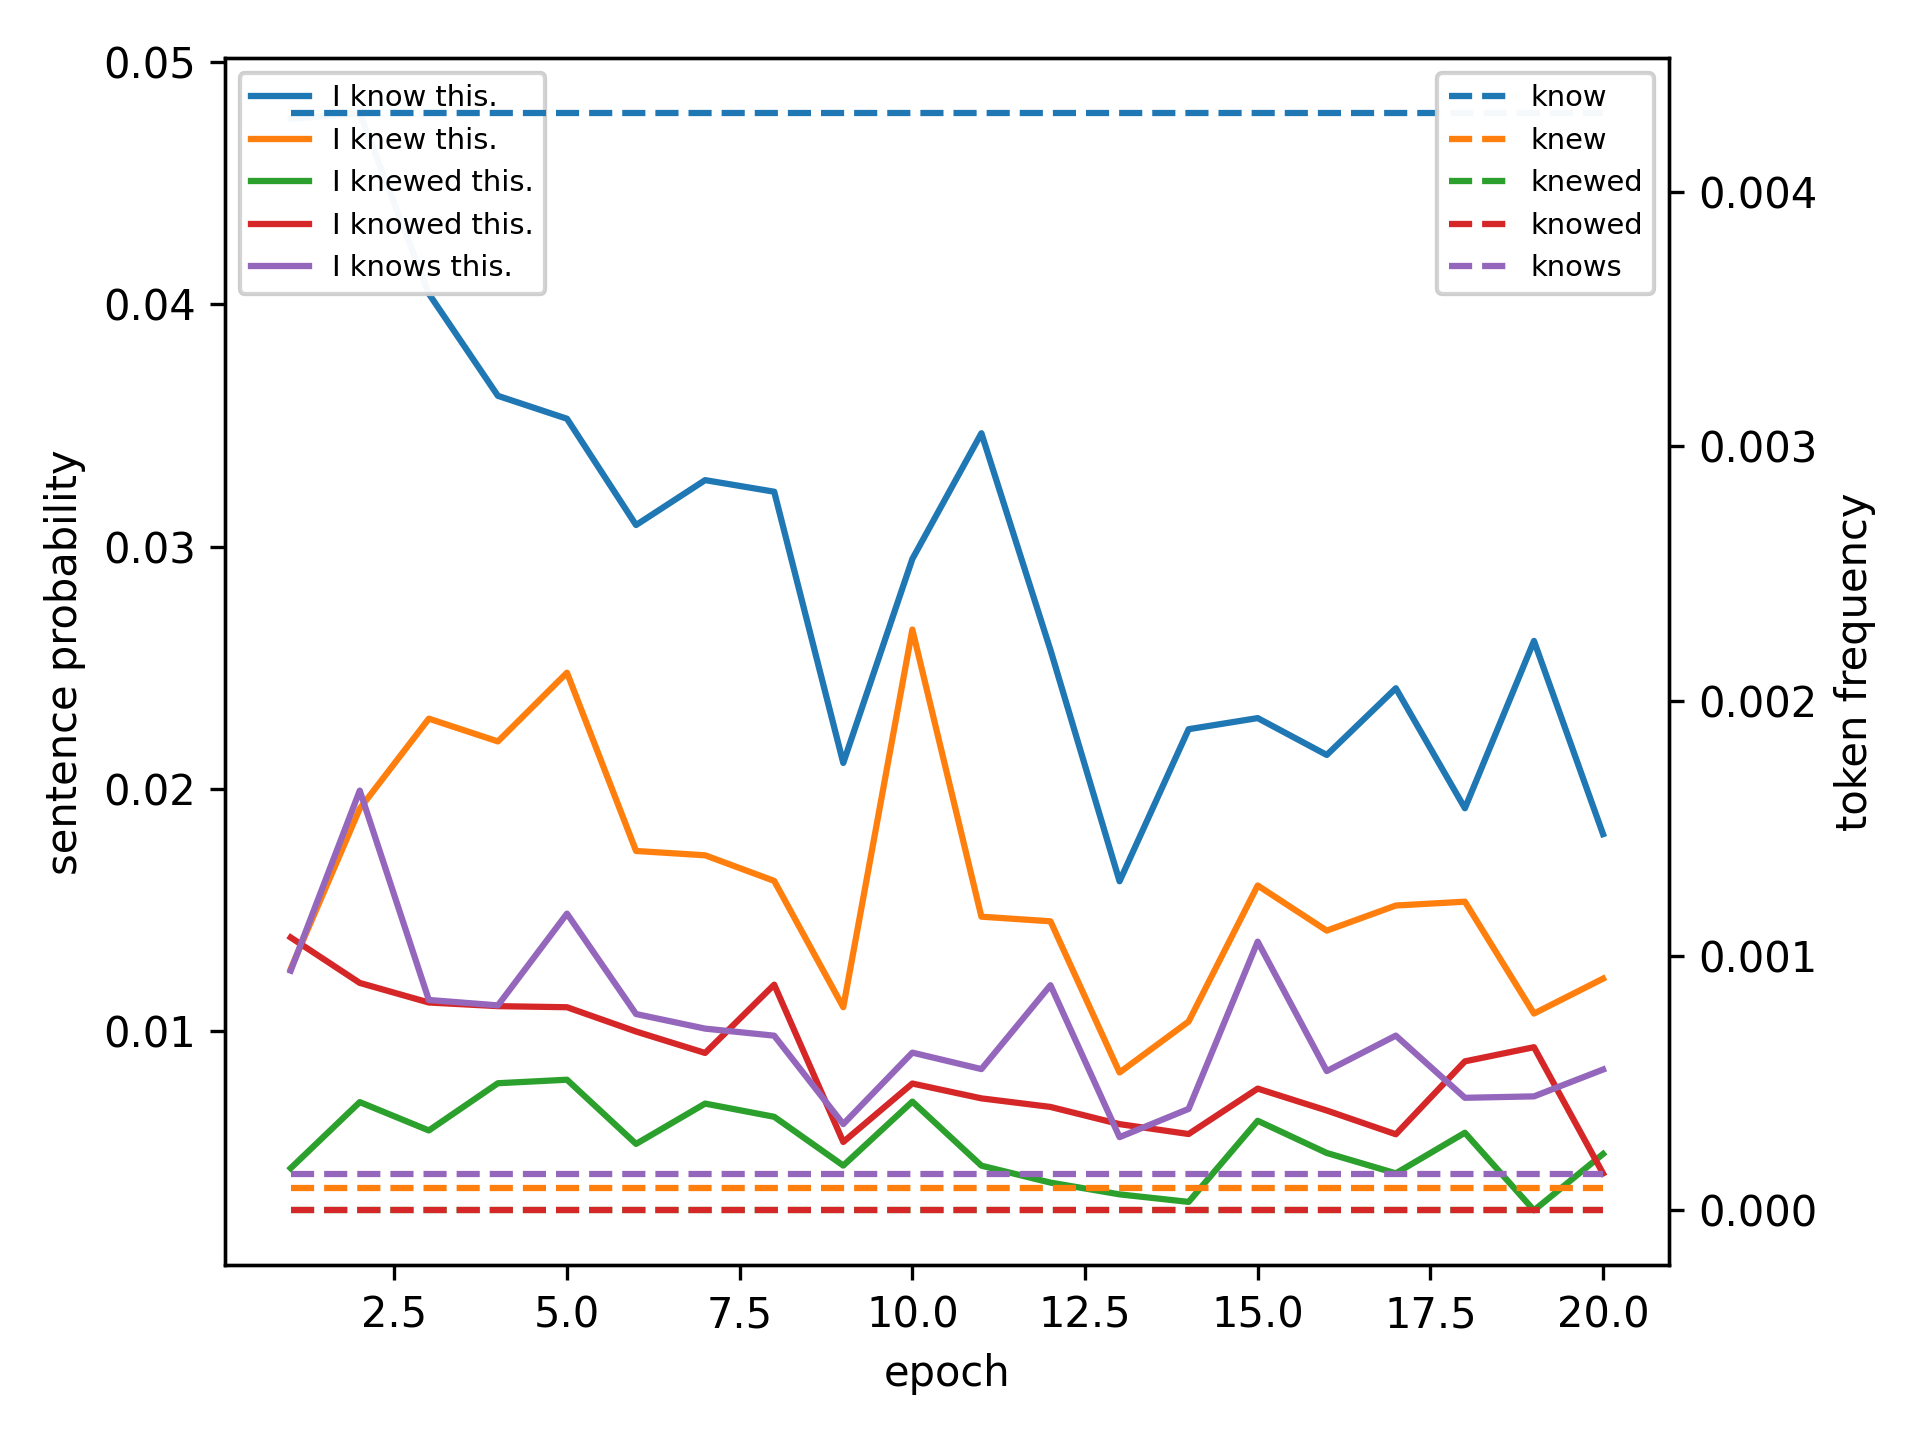 0.05
0.04
0.03
0.02
0.01
sentence probability
I know this.
I knew this.
I knewed this.
I knowed this.
I knows this.
know
knew
knewed
knowed
knows
0.004
0.003
0.002
0.001
0.000
token frequency
2.5 5.0 7.5 10.0 12.5 15.0 17.5 20.0
epoch